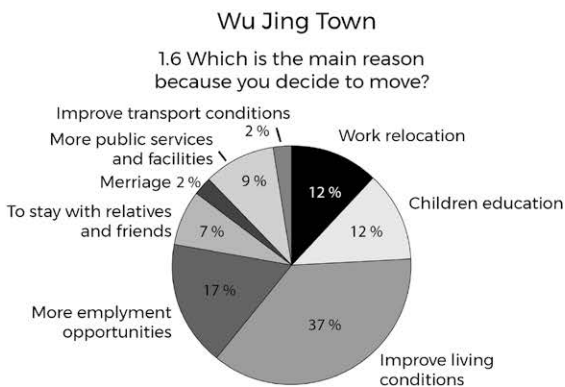 Wu Jing Town
1.6 Which is the main reason
because you decide to move?
Improve transport conditions
2 %
More public services
and facilities
9 %
Merriage 2 %
To stay with relatives
and friends
7 %
More emplyment
opportunities
17 %
Work relocation
12 %
Children education
12 %
37 %
Improve living
conditions